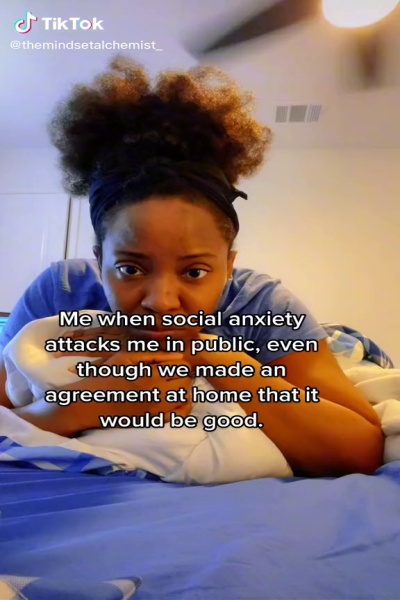 TikTok
@themindsetalchemist_
Me when social anxiety
attacks me in public, even
though we made an
agreement at home that it
would be good.